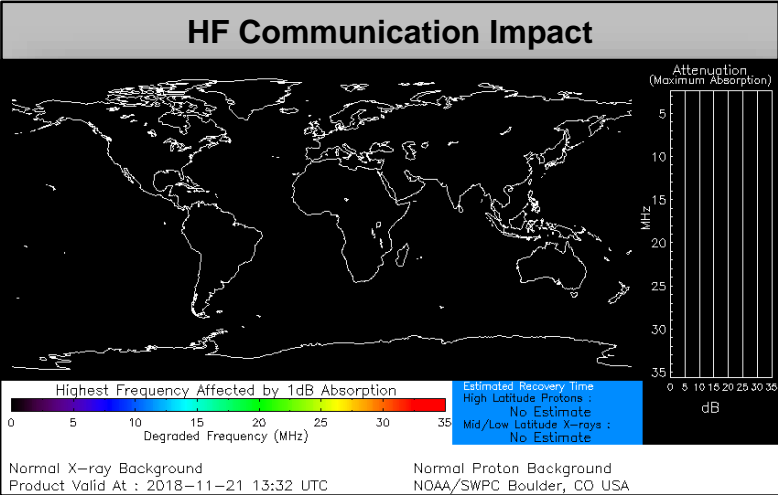 HF Communication Impact
Attenuation
(Maximum Absorption)
5
10
15
20
25
30
35
MHz
0 5 10 15 20 25 30 35
dB
Highest Frequency Affected by 1dB Absorption
0 5 10 15 20 25 30 35
Degraded Frequency (MHz)
Estimated Recovery Time
High Latitude Protons :
No Estimate
Mid/Low Latitude X-rays :
No Estimate
Normal X-ray Background
Normal Proton Background
Product Valid At : 2018-11-21 13:32 UTC
NOAA/SWPC Boulder, CO USA